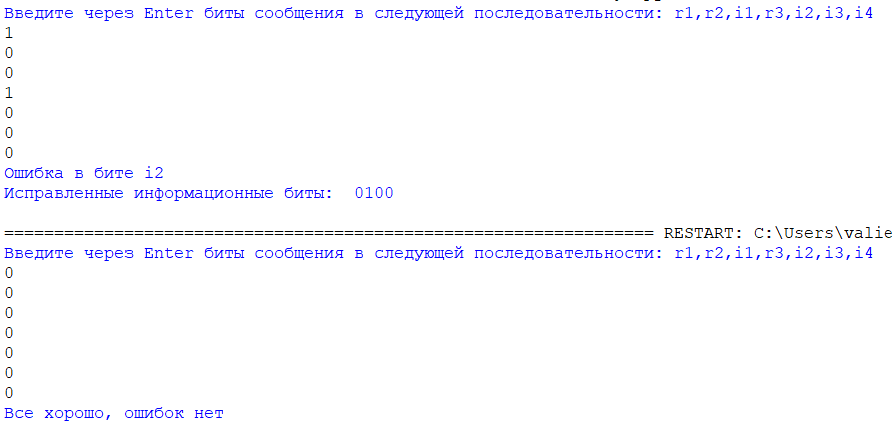 Введите через Enter биты сообщения в следующей последовательности: r1,r2,i1,r3,i2,i3,i4
1
0
0
1
0
0
0
Ошибка в бите i2
Исправленные информационные биты:  0100
================================================================= RESTART: C:\Users\valie
Введите через Enter биты сообщения в следующей последовательности: r1,r2,i1,r3,i2,i3,i4
0
0
0
0
0
0
0
Все хорошо, ошибок нет